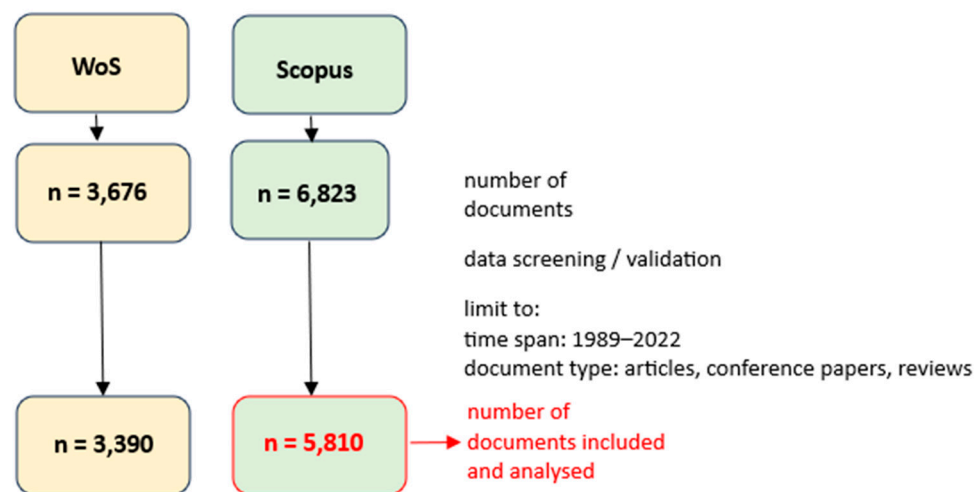 WoS
Scopus
n = 3,676
n = 6,823
number of
documents
data screening / validation
limit to:
time span: 1989–2022
document type: articles, conference papers, reviews
n = 3,390
n = 5,810
number of
documents included
and analysed